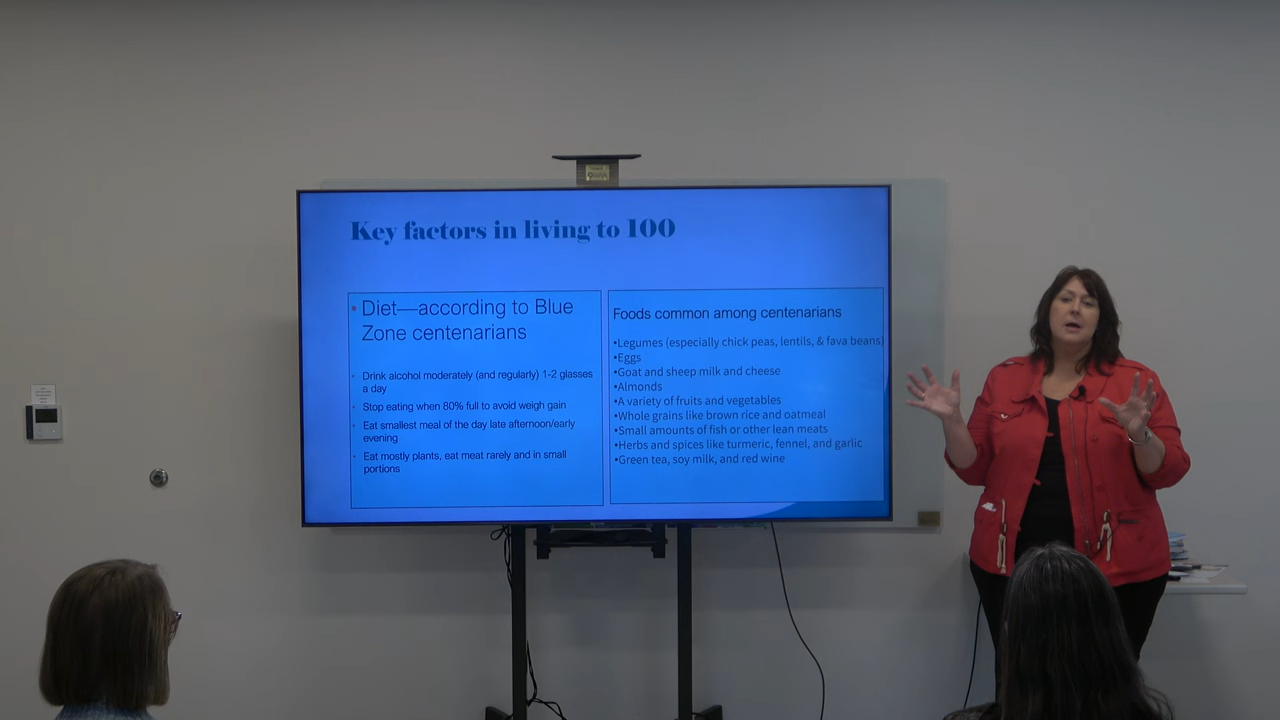 Key factors in living to 100
• Diet—according to Blue
Zone centenarians
• Drink alcohol moderately (and regularly) 1-2 glasses
a day
• Stop eating when 80% full to avoid weigh gain
• Eat smallest meal of the day late afternoon/early
evening
• Eat mostly plants, eat meat rarely and in small
portions
Foods common among centenarians
•Legumes (especially chick peas, lentils, & fava beans)
•Eggs
•Goat and sheep milk and cheese
•Almonds
•A variety of fruits and vegetables
•Whole grains like brown rice and oatmeal
•Small amounts of fish or other lean meats
•Herbs and spices like turmeric, fennel, and garlic
•Green tea, soy milk, and red wine